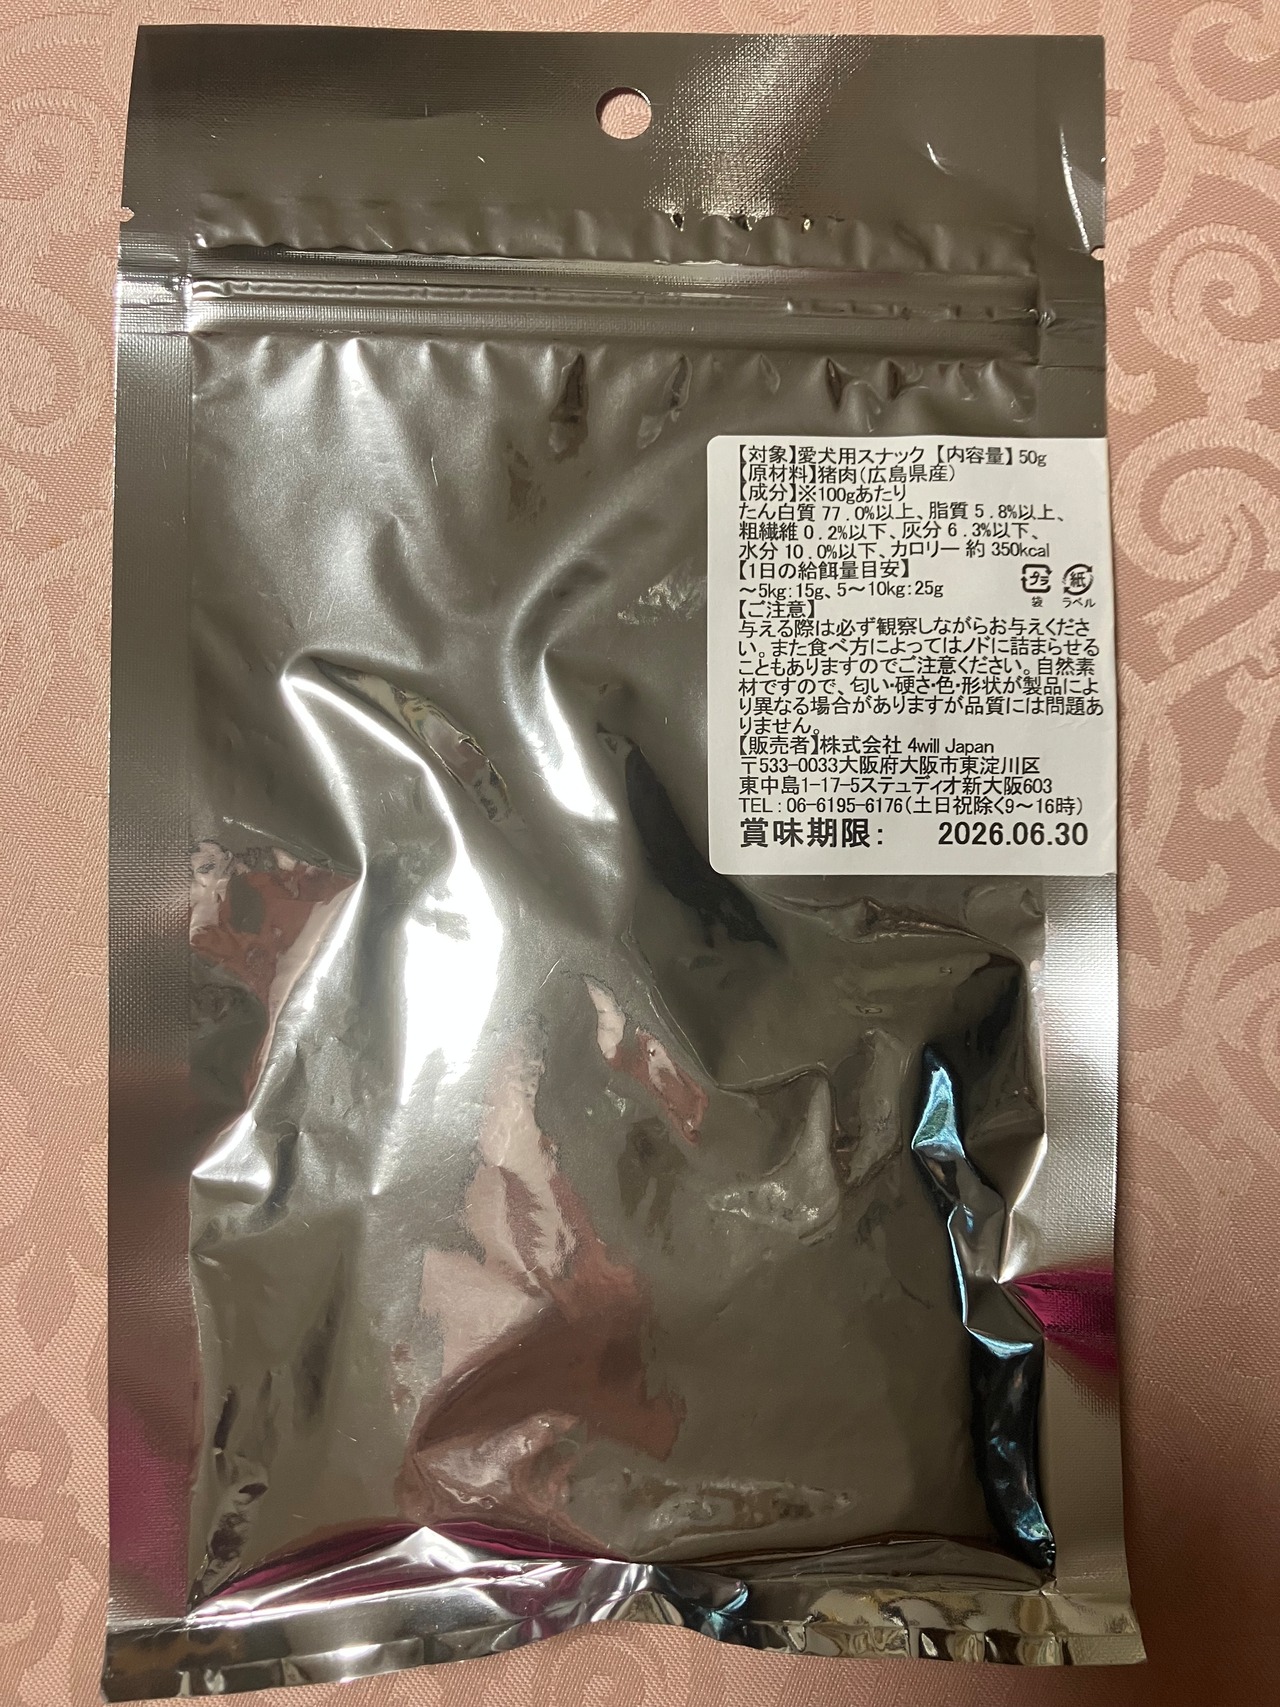 【対象】愛犬用スナック 【内容量】50g
【原材料】猪肉(広島県産)
【成分】※100gあたり
たん白質 77.0%以上、脂質 5.8%以上、
粗繊維 0.2%以下、灰分 6.3%以下、
水分 10.0%以下、カロリー 約 350kcal
【1日の給餌量目安】
～5kg:15g、5～10kg:25g
プラ
袋
紙
ラベル
【ご注意】
与える際は必ず観察しながらお与えくださ
い。また食べ方によってはノドに詰まらせる
こともありますのでご注意ください。自然素
材ですので、匂い・硬さ・色・形状が製品によ
り異なる場合がありますが品質には問題あ
りません。
【販売者】株式会社 4will Japan
〒533-0033大阪府大阪市東淀川区
東中島1-17-5ステュディオ新大阪603
TEL:06-6195-6176(土日祝除く9～16時)
賞味期限: 2026.06.30